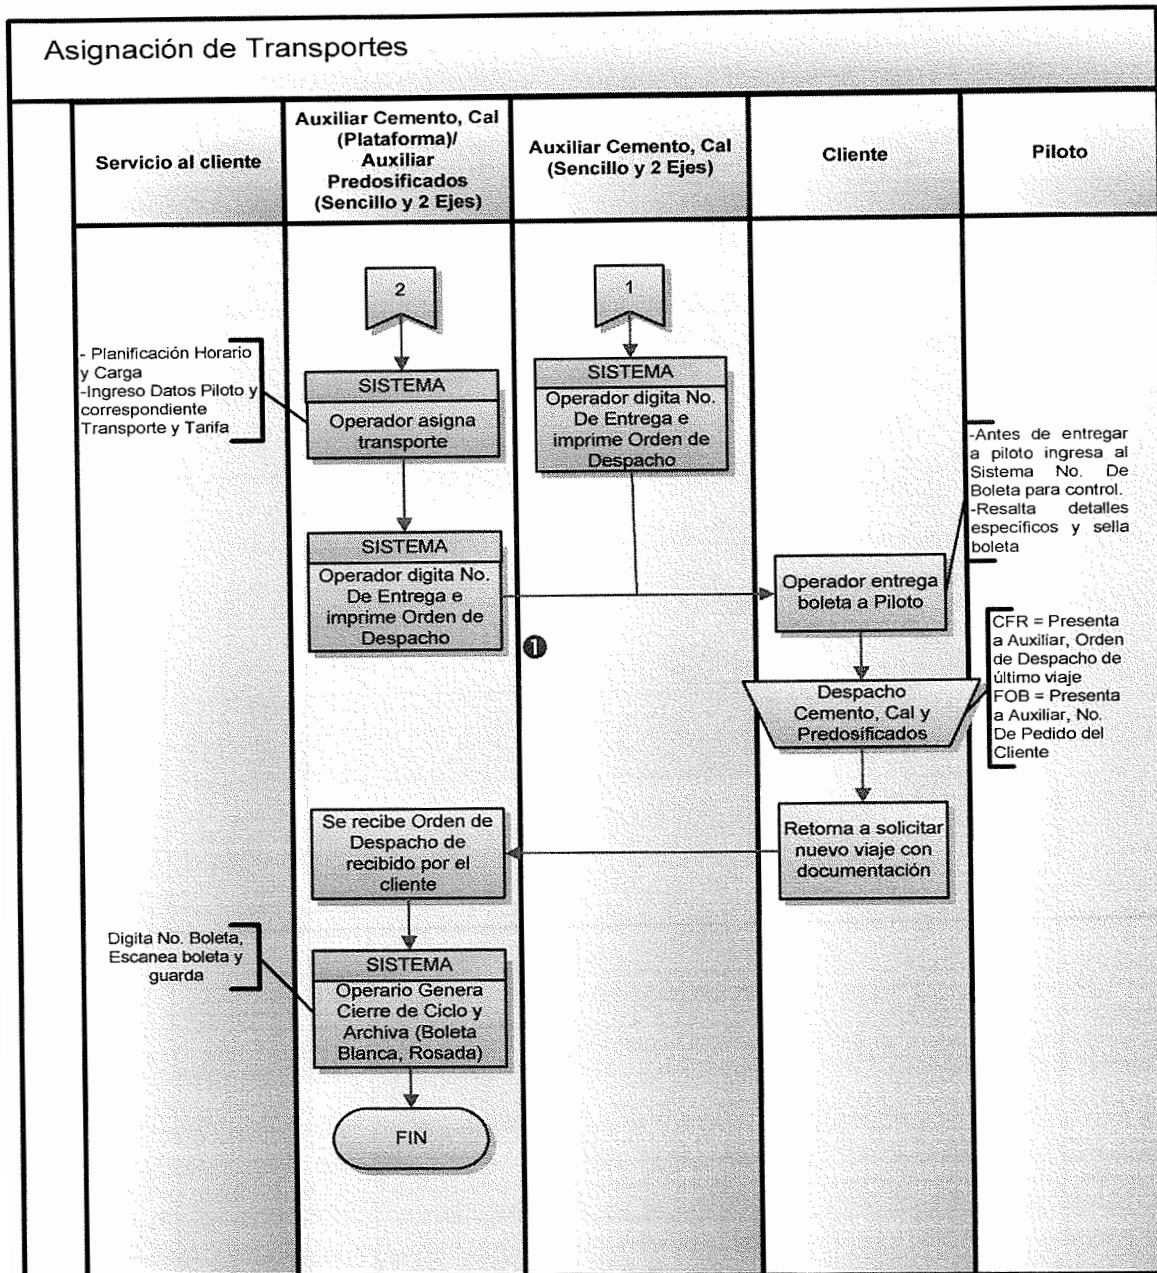 Asignación de Transportes
Servicio al cliente
Auxiliar Cemento, Cal
(Plataforma)/
Auxiliar
Predosificados
(Sencillo y 2 Ejes)
Auxiliar Cemento, Cal
(Sencillo y 2 Ejes)
Cliente
Piloto
2
1
- Planificación Horario
y Carga
-Ingreso Datos Piloto y
correspondiente
Transporte y Tarifa
SISTEMA
Operador asigna
transporte
SISTEMA
Operador digita No.
De Entrega e
imprime Orden de
Despacho
-Antes de entregar
a piloto ingresa al
Sistema No. De
Boleta para control.
-Resalta detalles
especificos y sella
boleta
SISTEMA
Operador digita No.
De Entrega e
imprime Orden de
Despacho
1
Operador entrega
boleta a Piloto
CFR = Presenta
a Auxiliar, Orden
de Despacho de
último viaje
FOB = Presenta
a Auxiliar, No.
De Pedido del
Cliente
Despacho
Cemento, Cal y
Predosificados
Se recibe Orden de
Despacho de
recibido por el
cliente
Retorna a solicitar
nuevo viaje con
documentación
Digita No. Boleta,
Escanea boleta y
guarda
SISTEMA
Operario Genera
Cierre de Ciclo y
Archiva (Boleta
Blanca, Rosada)
FIN